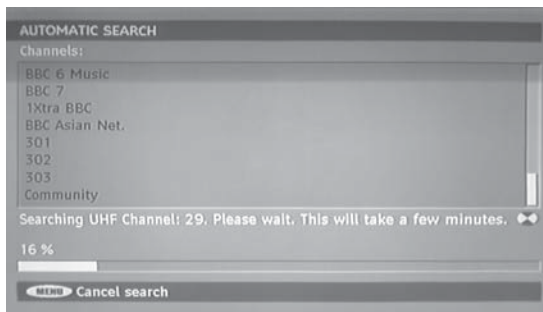 AUTOMATIC SEARCH
Channels:
BBC 6 Music
BBC 7
1Xtra BBC
BBC Asian Net.
301
302
303
Community
Searching UHF Channel: 29. Please wait. This will take a few minutes.
16 %
MENU Cancel search